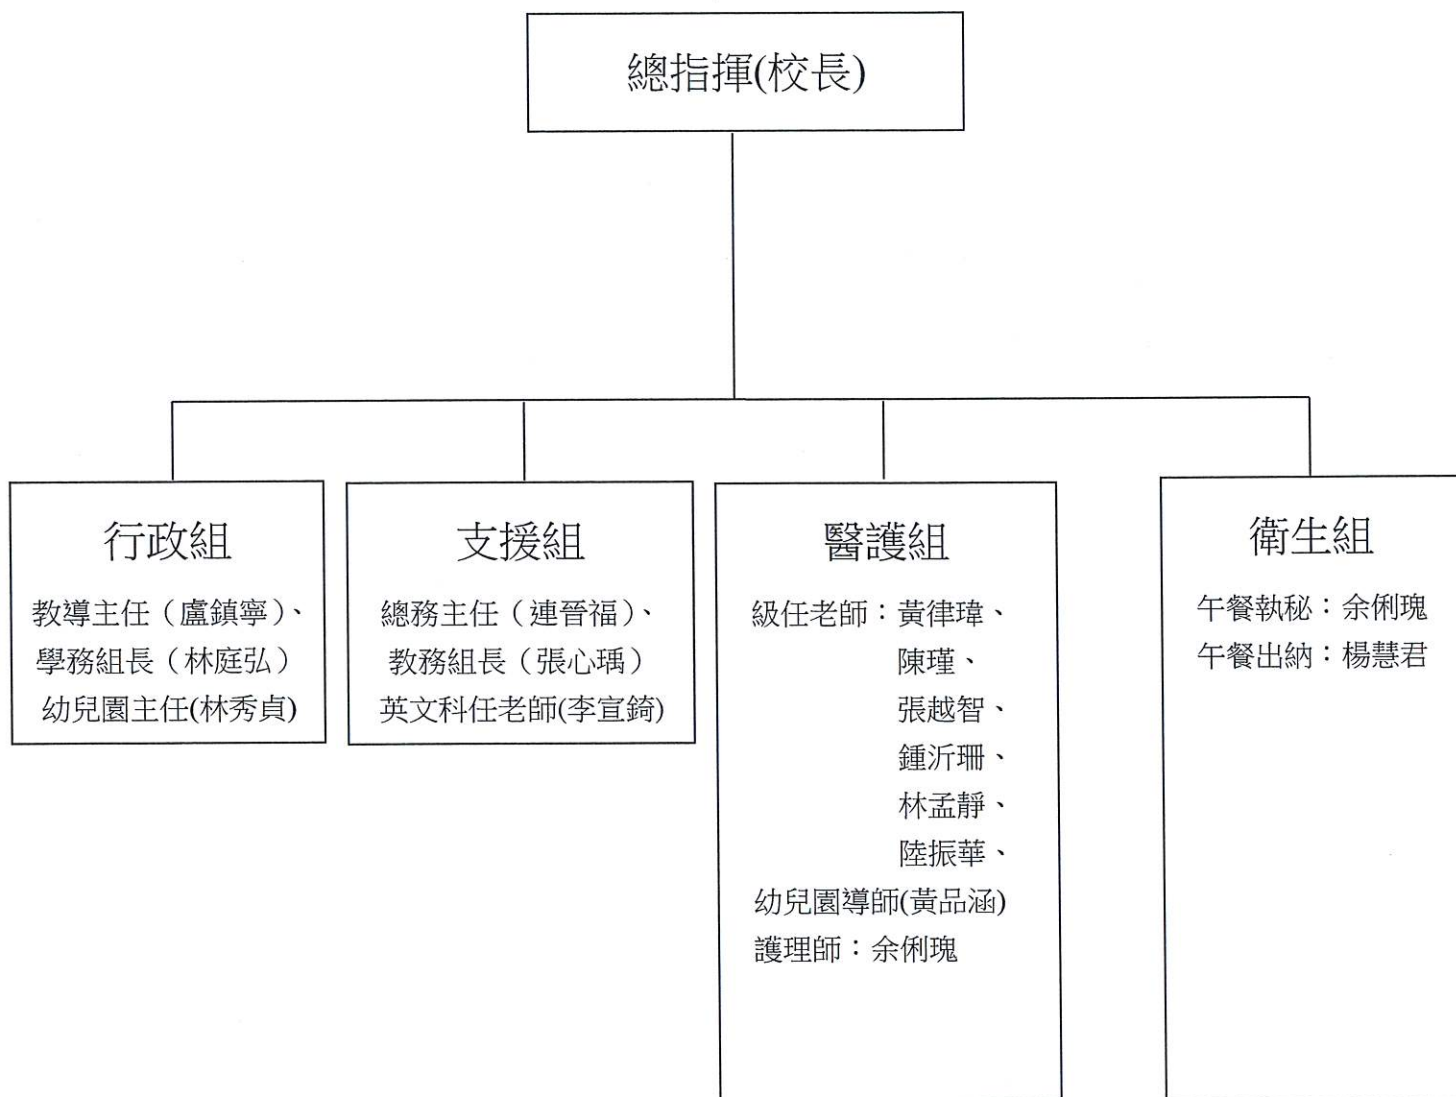 總指揮(校長)
行政組
教導主任（盧鎮寧）、
學務組長（林庭弘）
幼兒園主任(林秀貞)
支援組
總務主任（連晉福）、
教務組長（張心瑀）
英文科任老師(李宣錡)
醫護組
級任老師：黃律瑋、
陳瑾、
張越智、
鍾沂珊、
林孟靜、
陸振華、
幼兒園導師(黃品涵)
護理師：余俐瑰
衛生組
午餐執秘：余俐瑰
午餐出納：楊慧君